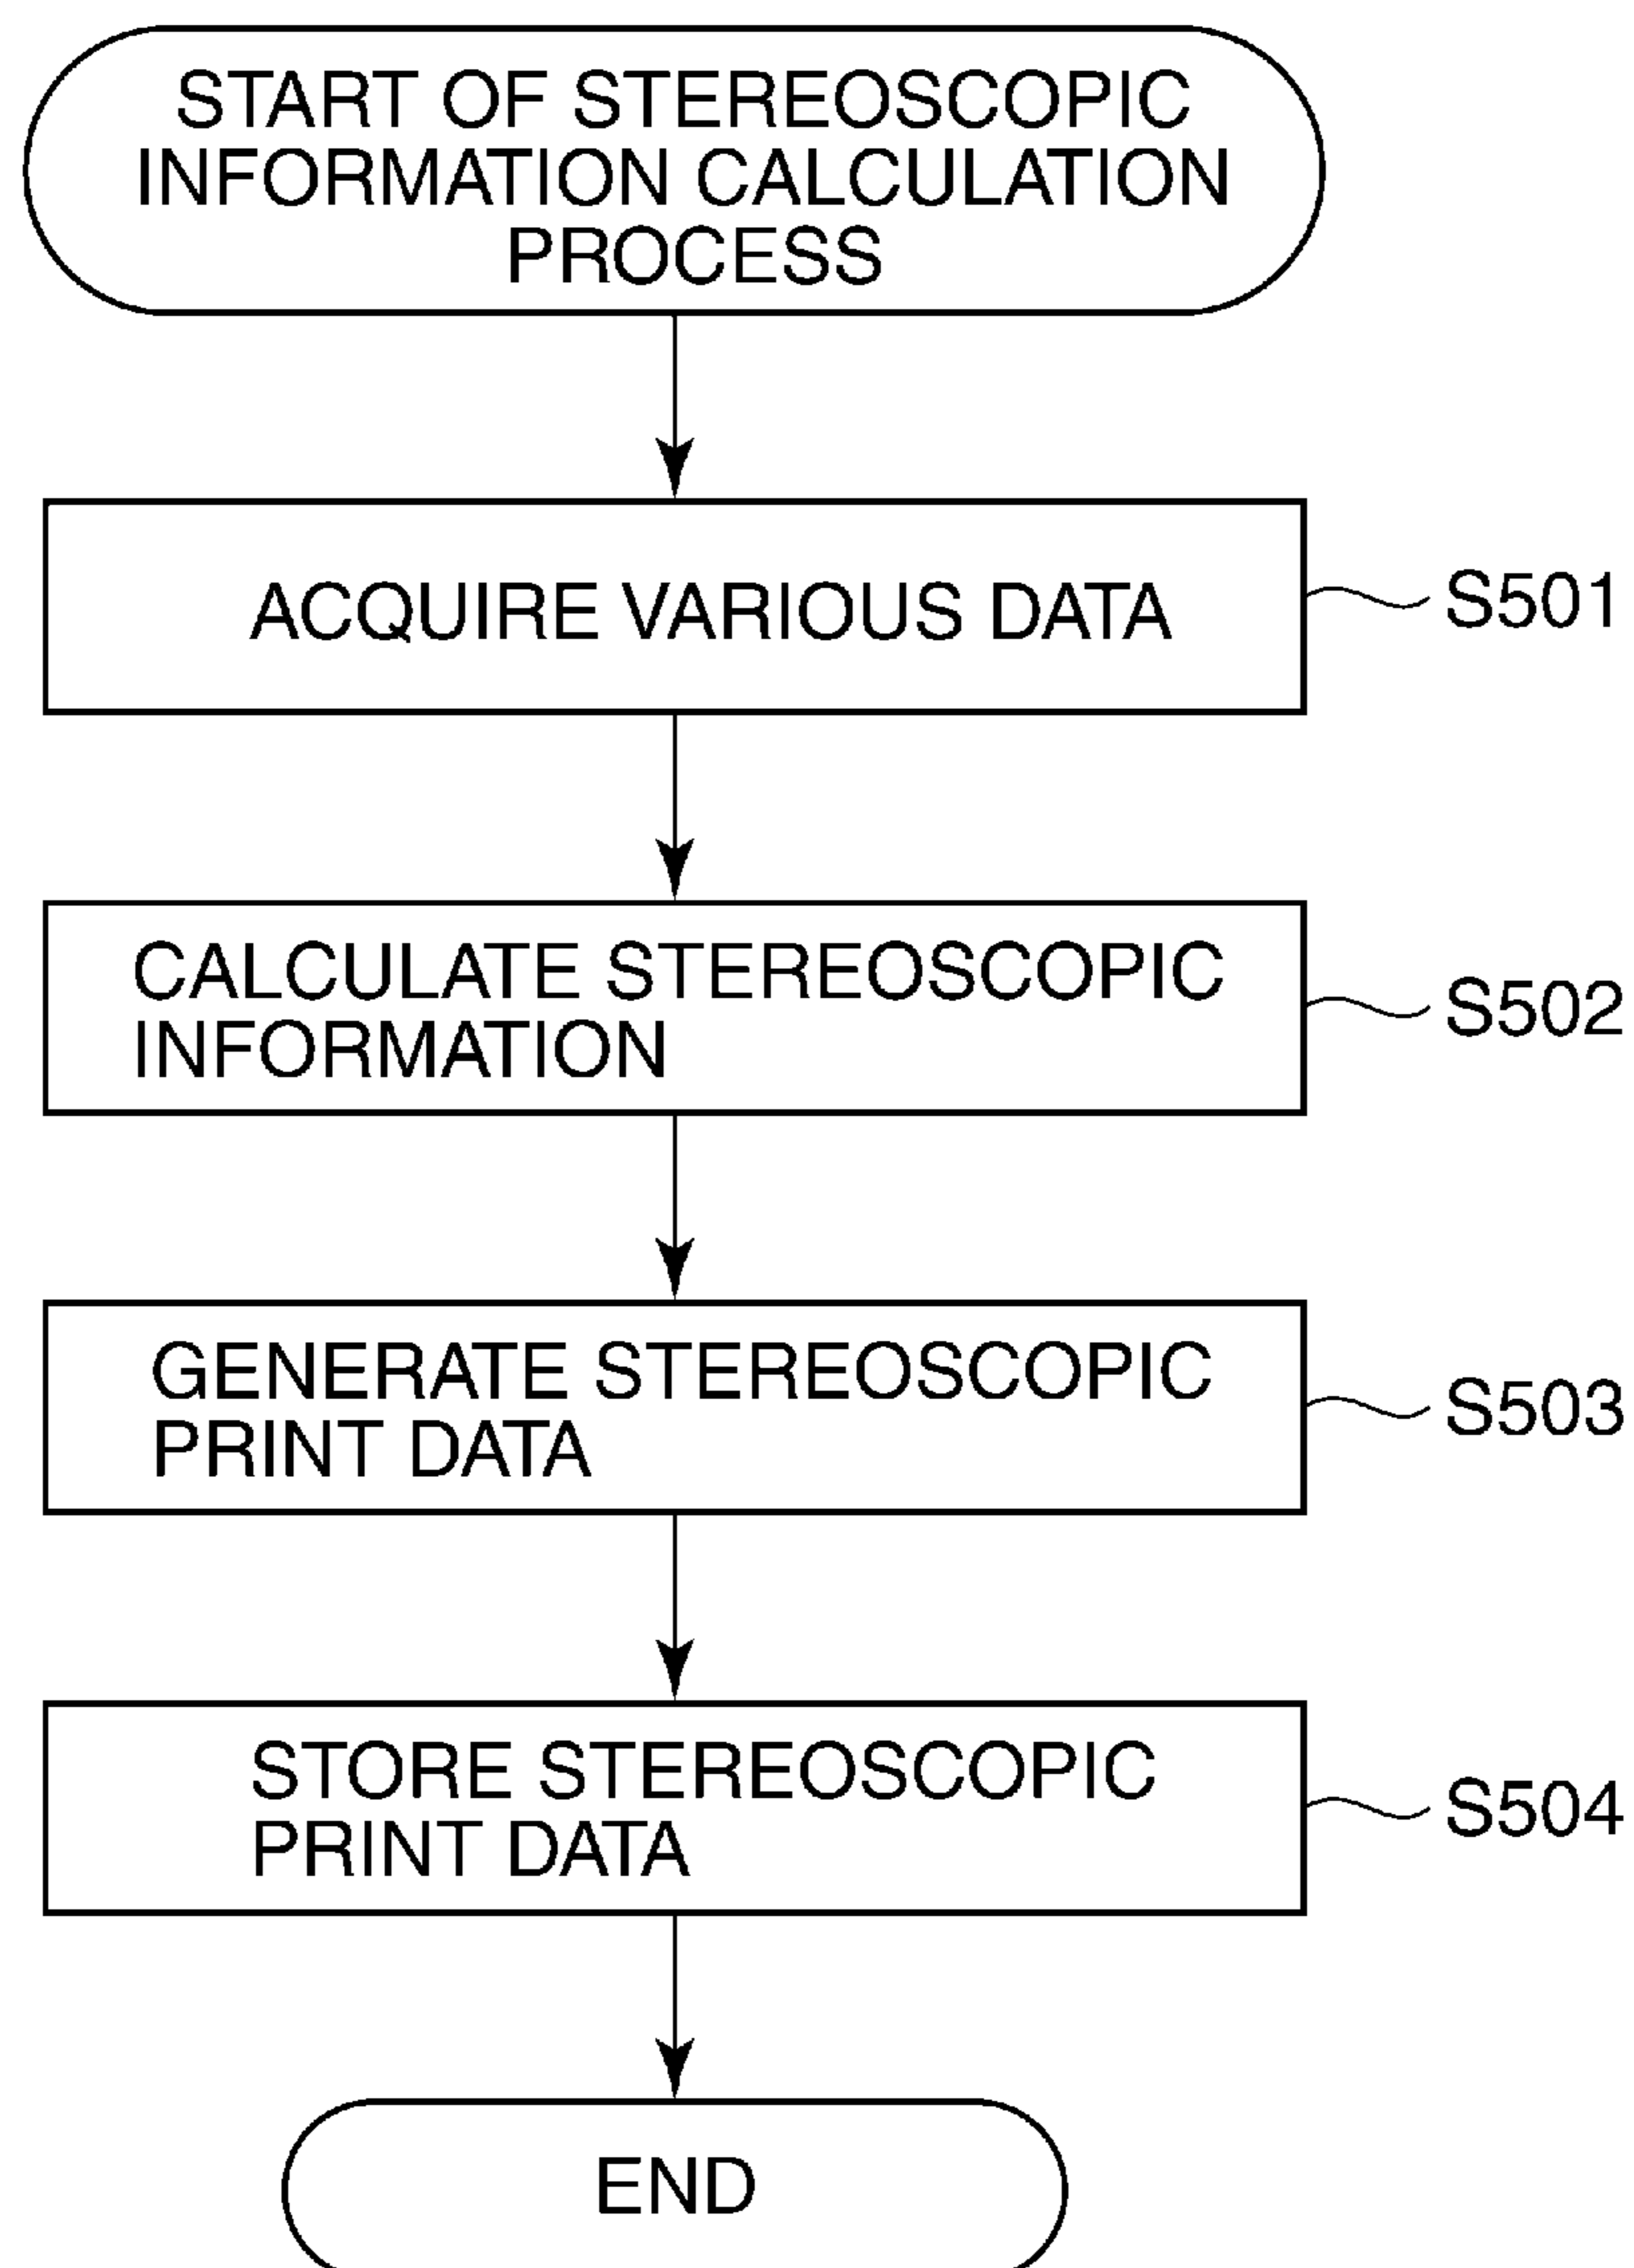 START OF STEREOSCOPIC
INFORMATION CALCULATION
PROCESS
ACQUIRE VARIOUS DATA
S501
CALCULATE STEREOSCOPIC
INFORMATION
S502
GENERATE STEREOSCOPIC
PRINT DATA
S503
STORE STEREOSCOPIC
PRINT DATA
S504
END